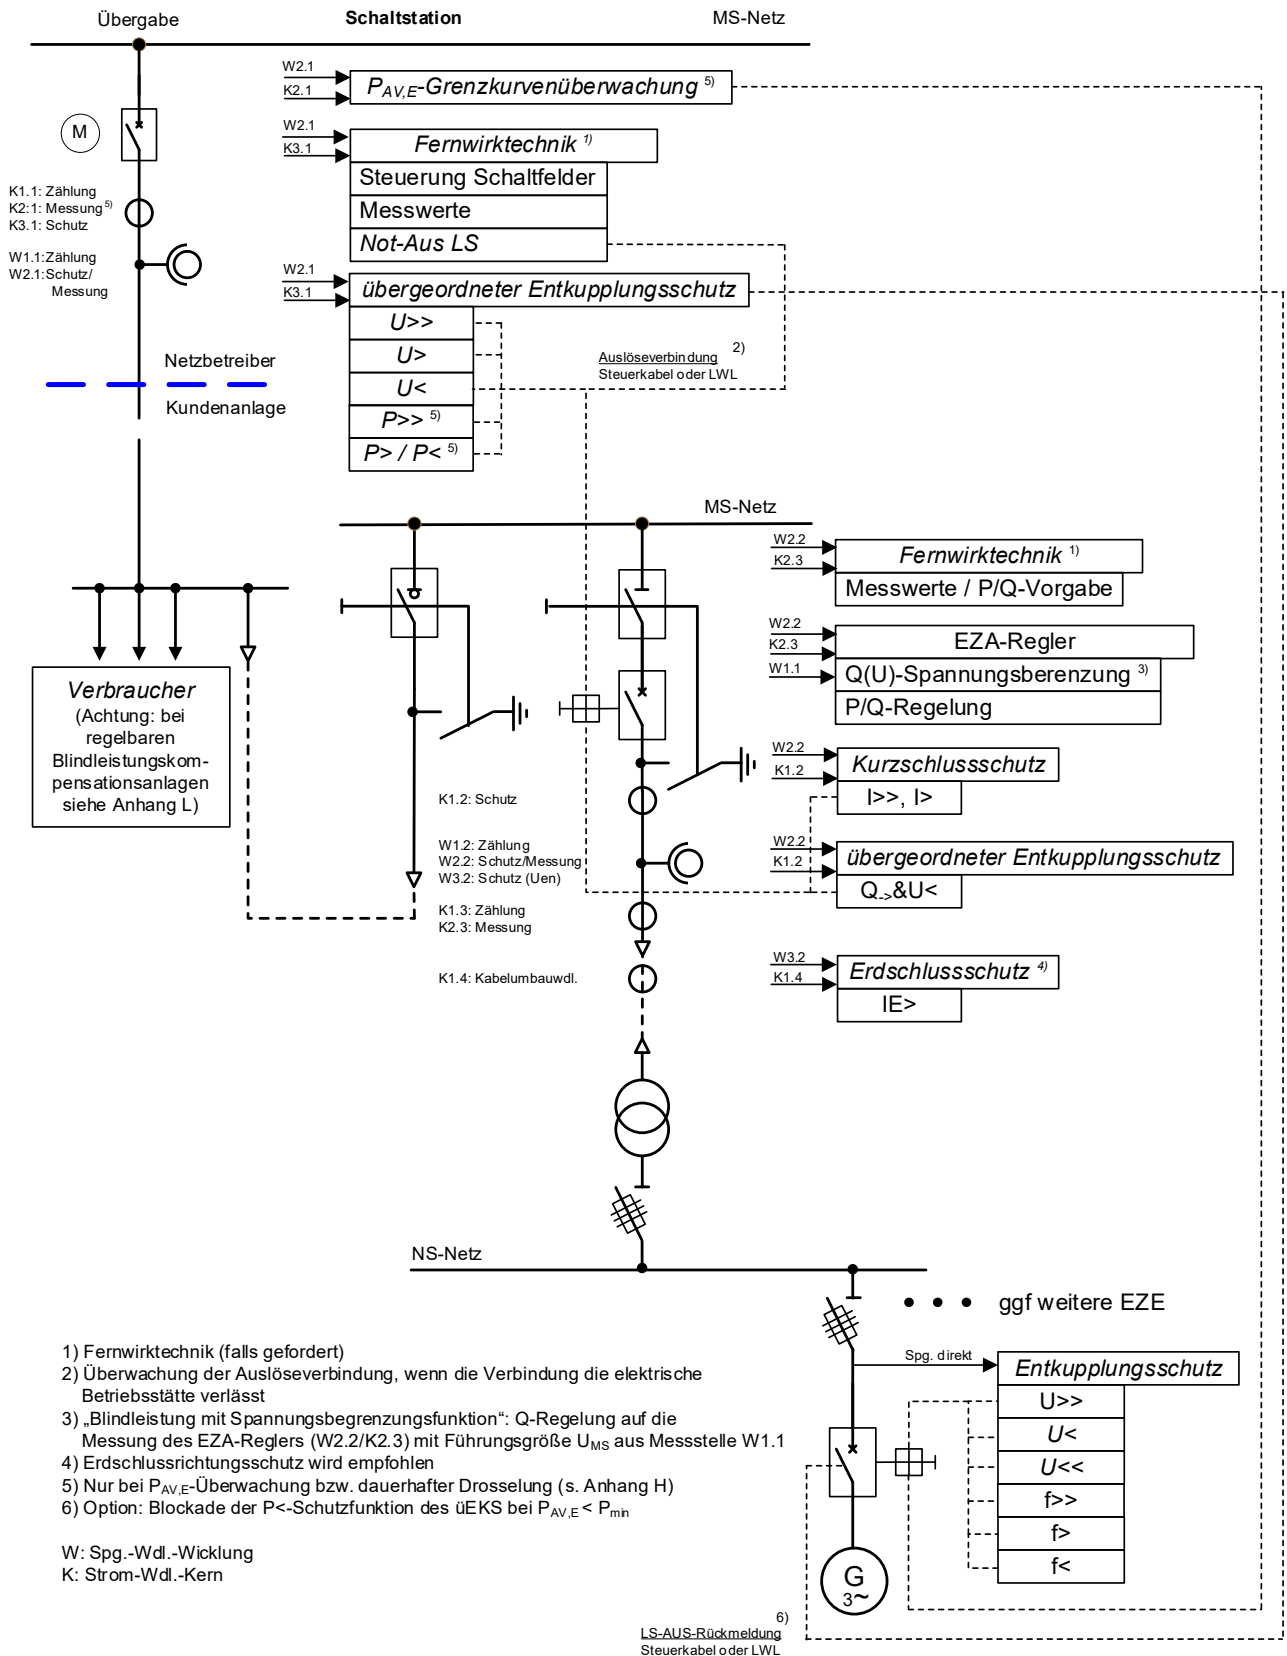 Übergabe
Schaltstation
MS-Netz
W2.1
K2.1
P_AV,E-Grenzkurvenüberwachung 5)
M
W2.1
K3.1
Fernwirktechnik 1)
Steuerung Schaltfelder
Messwerte
Not-Aus LS
K1.1: Zählung
K2:1: Messung 5)
K3.1: Schutz
W1.1:Zählung
W2.1:Schutz/
Messung
W2.1
K3.1
übergeordneter Entkupplungsschutz
U>>
U>
U<
P>> 5)
P> / P< 5)
Auslöseverbindung 2)
Steuerkabel oder LWL
Netzbetreiber
Kundenanlage
MS-Netz
W2.2
K2.3
Fernwirktechnik 1)
Messwerte / P/Q-Vorgabe
W2.2
K2.3
W1.1
EZA-Regler
Q(U)-Spannungsberenzung 3)
P/Q-Regelung
Verbraucher
(Achtung: bei
regelbaren
Blindleistungskom-
pensationsanlagen
siehe Anhang L)
W2.2
K1.2
Kurzschlussschutz
I>>, I>
K1.2: Schutz
W1.2: Zählung
W2.2: Schutz/Messung
W3.2: Schutz (Uen)
W2.2
K1.2
übergeordneter Entkupplungsschutz
Q->&U<
K1.3: Zählung
K2.3: Messung
K1.4: Kabelumbauwdl.
W3.2
K1.4
Erdschlussschutz 4)
IE>
NS-Netz
ggf weitere EZE
Spg. direkt
Entkupplungsschutz
U>>
U<
U<<
f>>
f>
f<
G
3~
1) Fernwirktechnik (falls gefordert)
2) Überwachung der Auslöseverbindung, wenn die Verbindung die elektrische
Betriebsstätte verlässt
3) „Blindleistung mit Spannungsbegrenzungsfunktion“: Q-Regelung auf die
Messung des EZA-Reglers (W2.2/K2.3) mit Führungsgröße U_MS aus Messstelle W1.1
4) Erdschlussrichtungsschutz wird empfohlen
5) Nur bei P_AV,E-Überwachung bzw. dauerhafter Drosselung (s. Anhang H)
6) Option: Blockade der P<-Schutzfunktion des üEKS bei P_AV,E < P_min
W: Spg.-Wdl.-Wicklung
K: Strom-Wdl.-Kern
6)
LS-AUS-Rückmeldung
Steuerkabel oder LWL